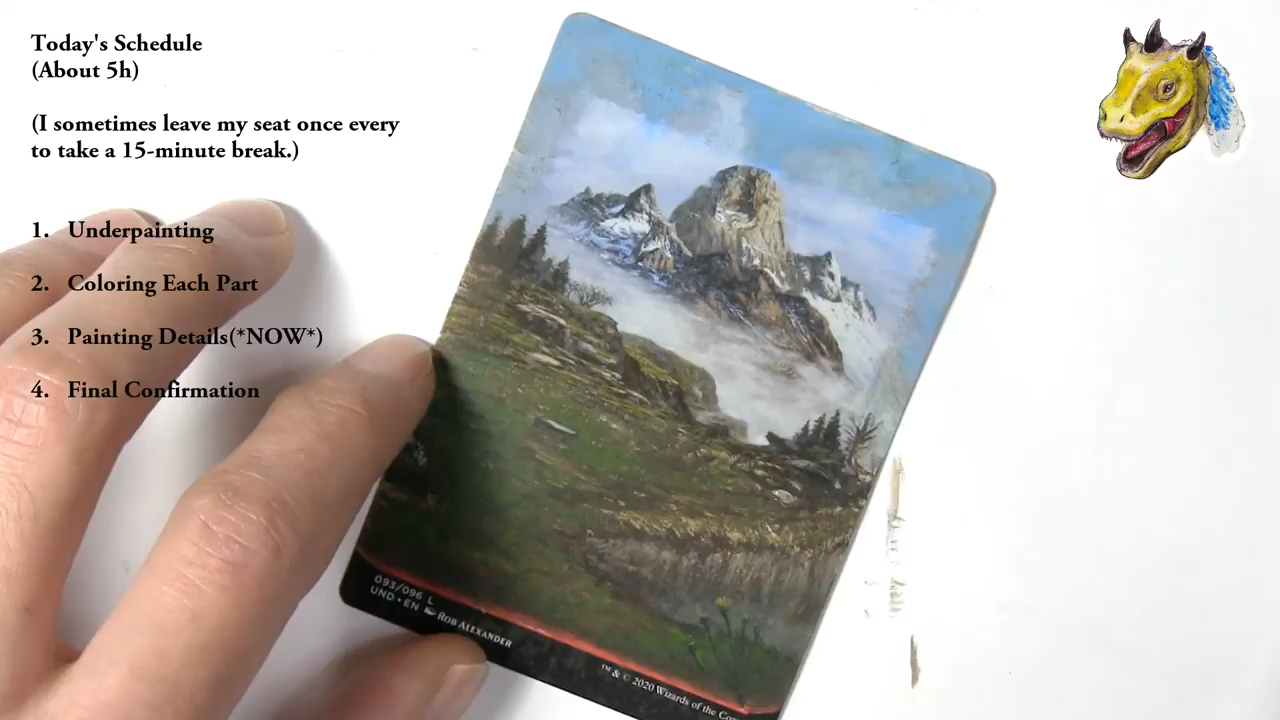 Today's Schedule
(About 5h)
(I sometimes leave my seat once every
to take a 15-minute break.)
1. Underpainting
2. Coloring Each Part
3. Painting Details(*NOW*)
4. Final Confirmation
093/096 L
UND • EN Rob Alexander
™ & © 2020 Wizards of the